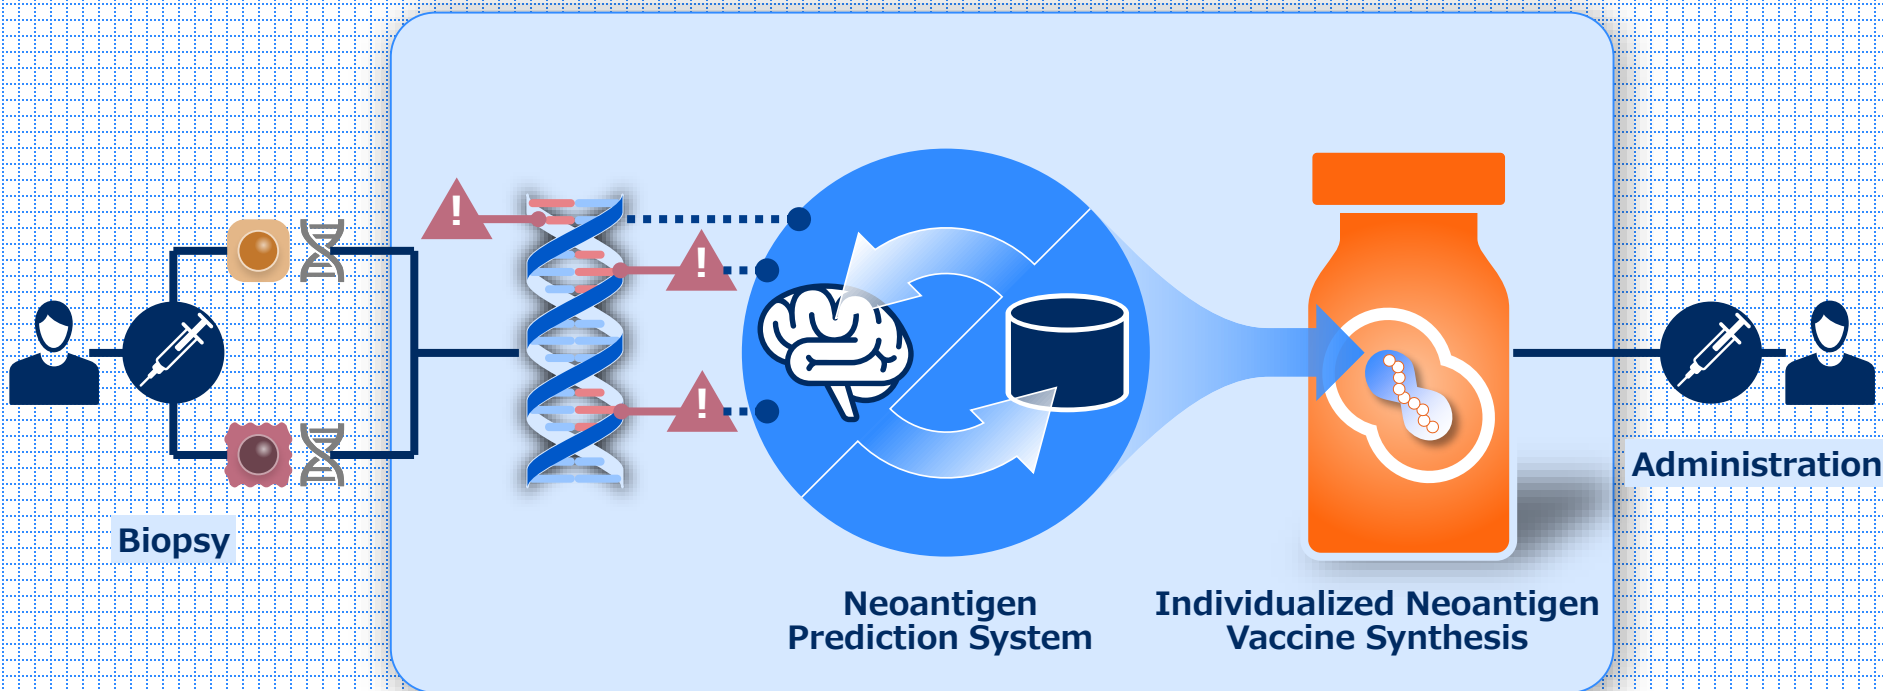 !
!
!
Biopsy
Neoantigen
Prediction System
Individualized Neoantigen
Vaccine Synthesis
Administration